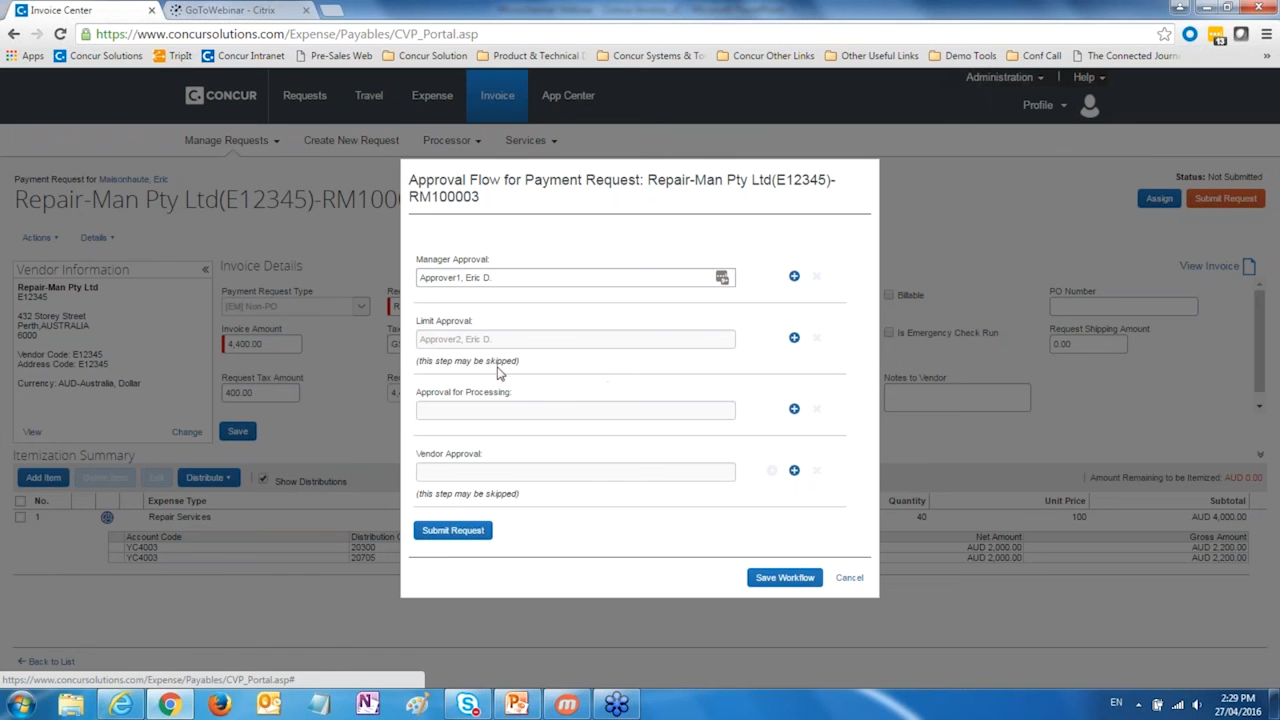 Invoice Center
GoToWebinar - Citrix
https://www.concursolutions.com/Expense/Payables/CVP_Portal.asp
13
Apps
Concur Solutions
TripIt
Concur Intranet
Pre-Sales Web
Concur Solution
Product & Technical D
Concur Systems & To
Concur Other Links
Other Useful Links
Demo Tools
Conf Call
The Connected Journ
»
Administration
Help
C. CONCUR
Requests
Travel
Expense
Invoice
App Center
Profile
Manage Requests
Create New Request
Processor
Services
Payment Request for Maisonhaute, Eric
Repair-Man Pty Ltd(E12345)-RM100
Status: Not Submitted
Assign
Submit Request
Actions
Details
Vendor Information
«
Repair-Man Pty Ltd
E12345
432 Storey Street
Perth,AUSTRALIA
6000
Vendor Code: E12345
Address Code: E12345
Currency: AUD-Australia, Dollar
View
Change
Invoice Details
View Invoice
Payment Request Type
[EM] Non-PO
Re
R
Invoice Amount
4,400.00
Tax
GS
Request Tax Amount
400.00
Net
4,
Save
Billable
Is Emergency Check Run
Notes to Vendor
PO Number
Request Shipping Amount
0.00
Approval Flow for Payment Request: Repair-Man Pty Ltd(E12345)-
RM100003
Manager Approval:
Approver1, Eric D.
Limit Approval:
Approver2, Eric D.
(this step may be skipped)
Approval for Processing:
Vendor Approval:
(this step may be skipped)
Submit Request
Save Workflow
Cancel
Itemization Summary
Add Item
Edit
Distribute
Show Distributions
Amount Remaining to be Itemized: AUD 0.00
No.
Expense Type
Quantity
Unit Price
Subtotal
1
Repair Services
40
100
AUD 4,000.00
Account Code
Distribution C
Net Amount
Gross Amount
YC4003
20300
AUD 2,000.00
AUD 2,200.00
YC4003
20705
AUD 2,000.00
AUD 2,200.00
Back to List
https://www.concursolutions.com/Expense/Payables/CVP_Portal.asp#
EN
2:29 PM
27/04/2016